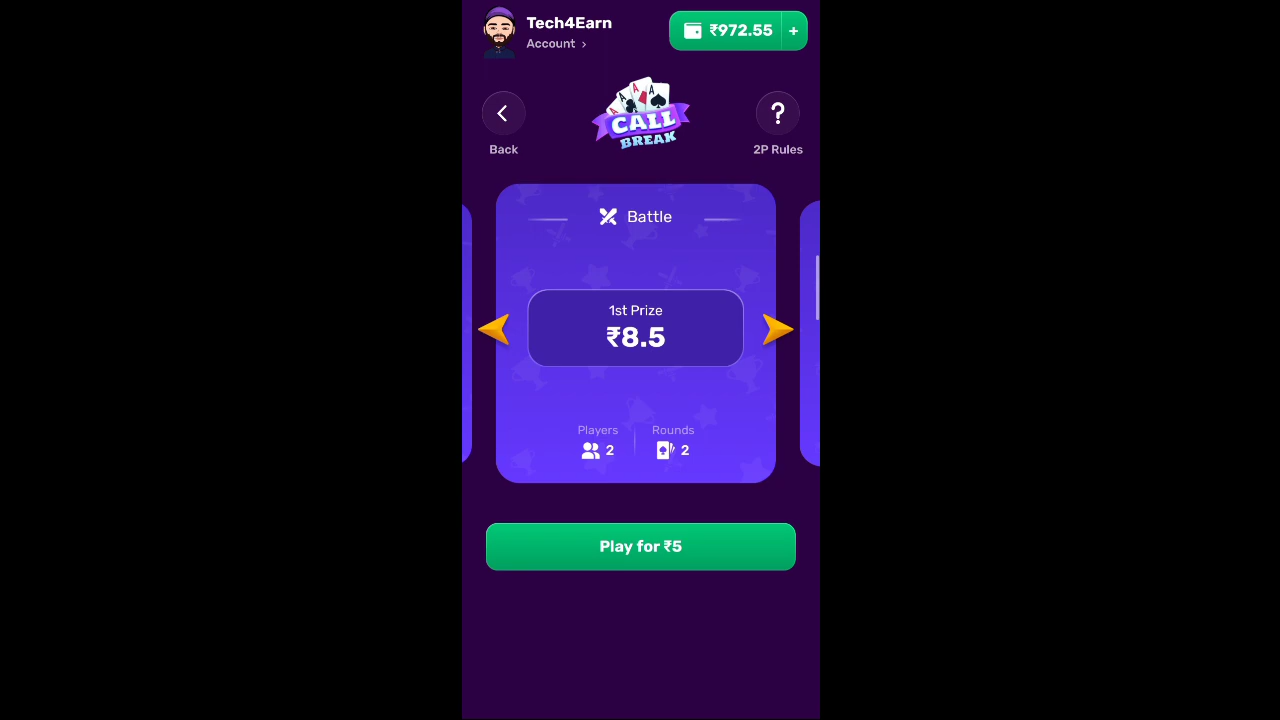 Tech4Earn
Account ›
₹972.55 +
CALL
BREAK
Back
?
2P Rules
Battle
1st Prize
₹8.5
Players
Rounds
2
2
Play for ₹5